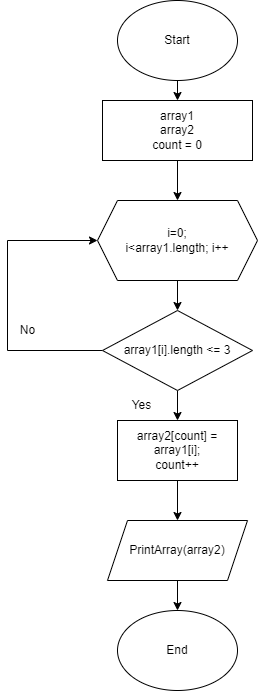 Start
array1
array2
count = 0
i=0;
i<array1.length; i++
No
array1[i].length <= 3
Yes
array2[count] =
array1[i];
count++
PrintArray(array2)
End